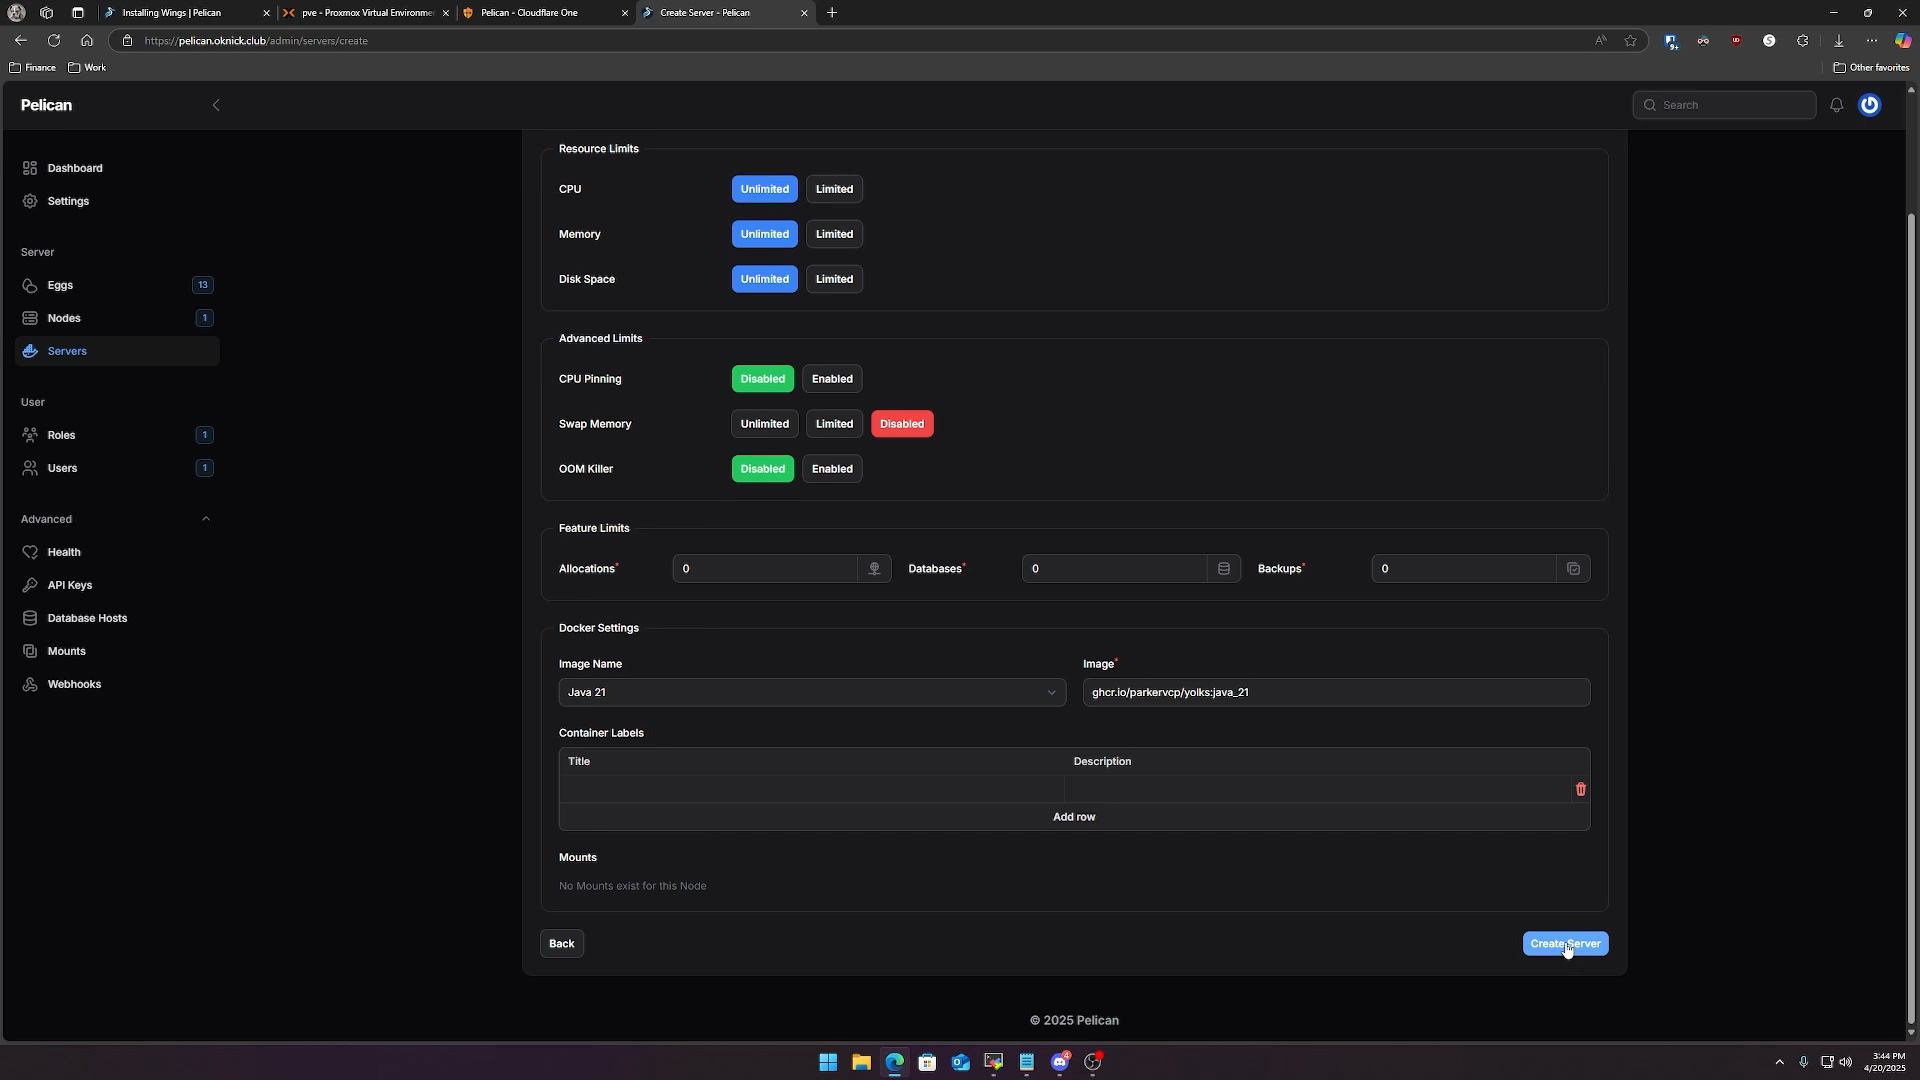 Installing Wings | Pelican
pve - Proxmox Virtual Environme
Pelican - Cloudflare One
Create Server - Pelican
https://pelican.oknick.club/admin/servers/create
Finance
Work
Other favorites
Pelican
Search
Dashboard
Settings
Server
Eggs 13
Nodes 1
Servers
User
Roles 1
Users 1
Advanced
Health
API Keys
Database Hosts
Mounts
Webhooks
Resource Limits
CPU Unlimited Limited
Memory Unlimited Limited
Disk Space Unlimited Limited
Advanced Limits
CPU Pinning Disabled Enabled
Swap Memory Unlimited Limited Disabled
OOM Killer Disabled Enabled
Feature Limits
Allocations* 0 Databases* 0 Backups* 0
Docker Settings
Image Name Image*
Java 21 ghcr.io/parkervcp/yolks:java_21
Container Labels
Title Description
Add row
Mounts
No Mounts exist for this Node
Back Create Server
© 2025 Pelican
3:44 PM
4/20/2025